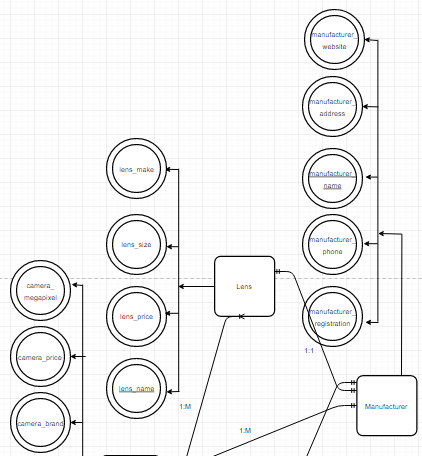 manufacturer_
website
manufacturer_
address
lens_make
manufacturer_
name
lens_size
manufacturer_
phone
camera_
megapixel
Lens
lens_price
manufacturer_
registration
camera_price
1:1
lens_name
1:M
Manufacturer
camera_brand
1:M